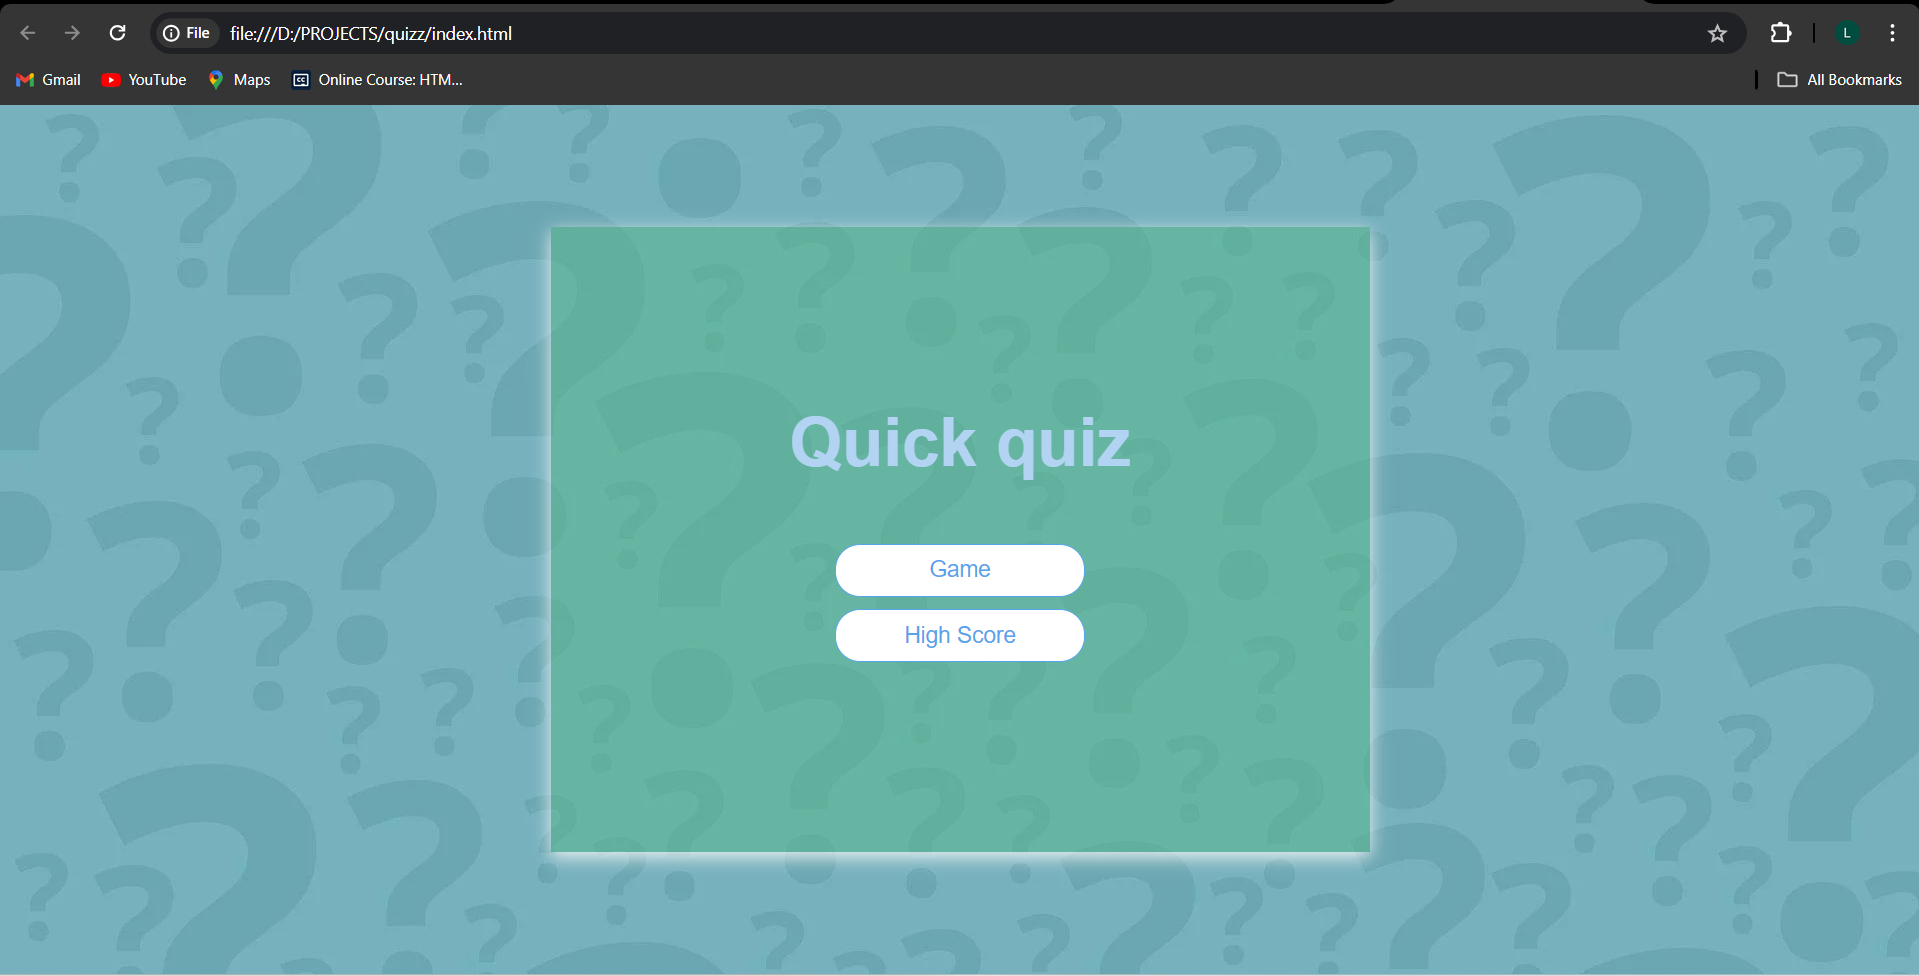 File file:///D:/PROJECTS/quizz/index.html L
Gmail YouTube Maps Online Course: HTM... All Bookmarks
Quick quiz
Game
High Score